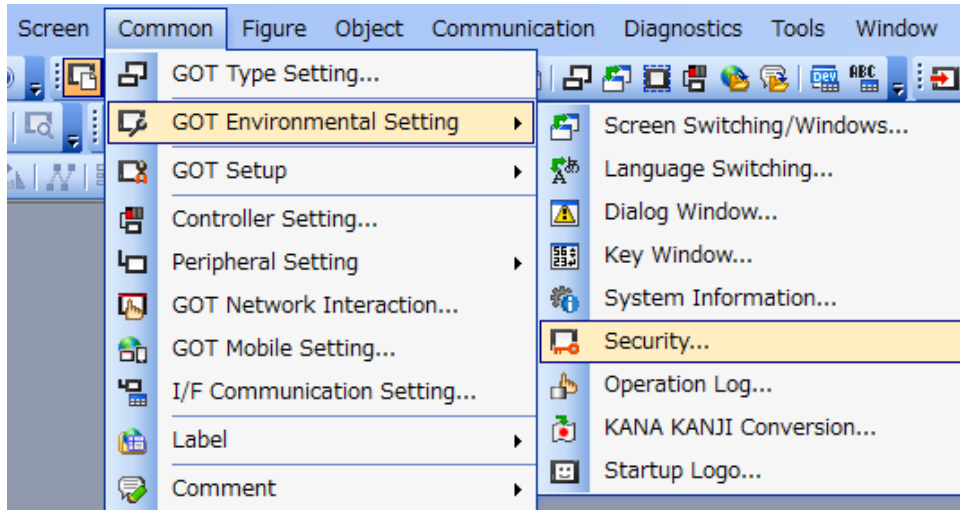 Screen Common Figure Object Communication Diagnostics Tools Window
GOT Type Setting...
GOT Environmental Setting
GOT Setup
Controller Setting...
Peripheral Setting
GOT Network Interaction...
GOT Mobile Setting...
I/F Communication Setting...
Label
Comment
DEV
ABC
Screen Switching/Windows...
Language Switching...
Dialog Window...
Key Window...
System Information...
Security...
Operation Log...
KANA KANJI Conversion...
Startup Logo...